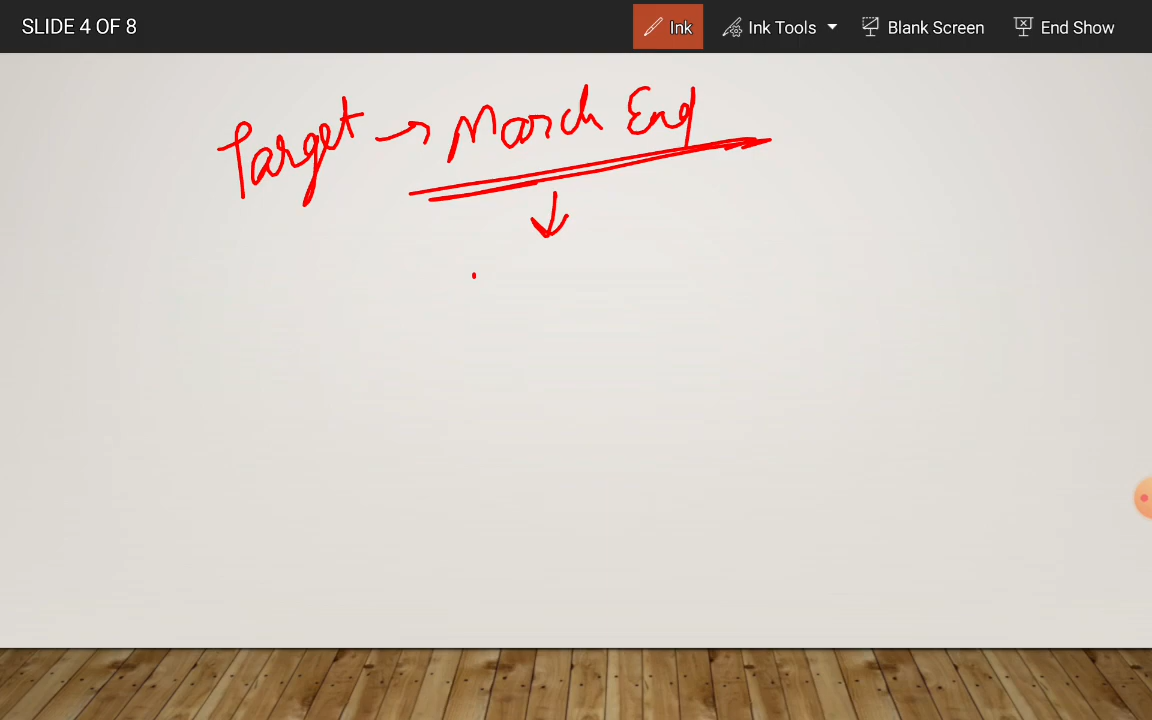 SLIDE 4 OF 8 Ink Ink Tools Blank Screen End Show
Target → March End
↓